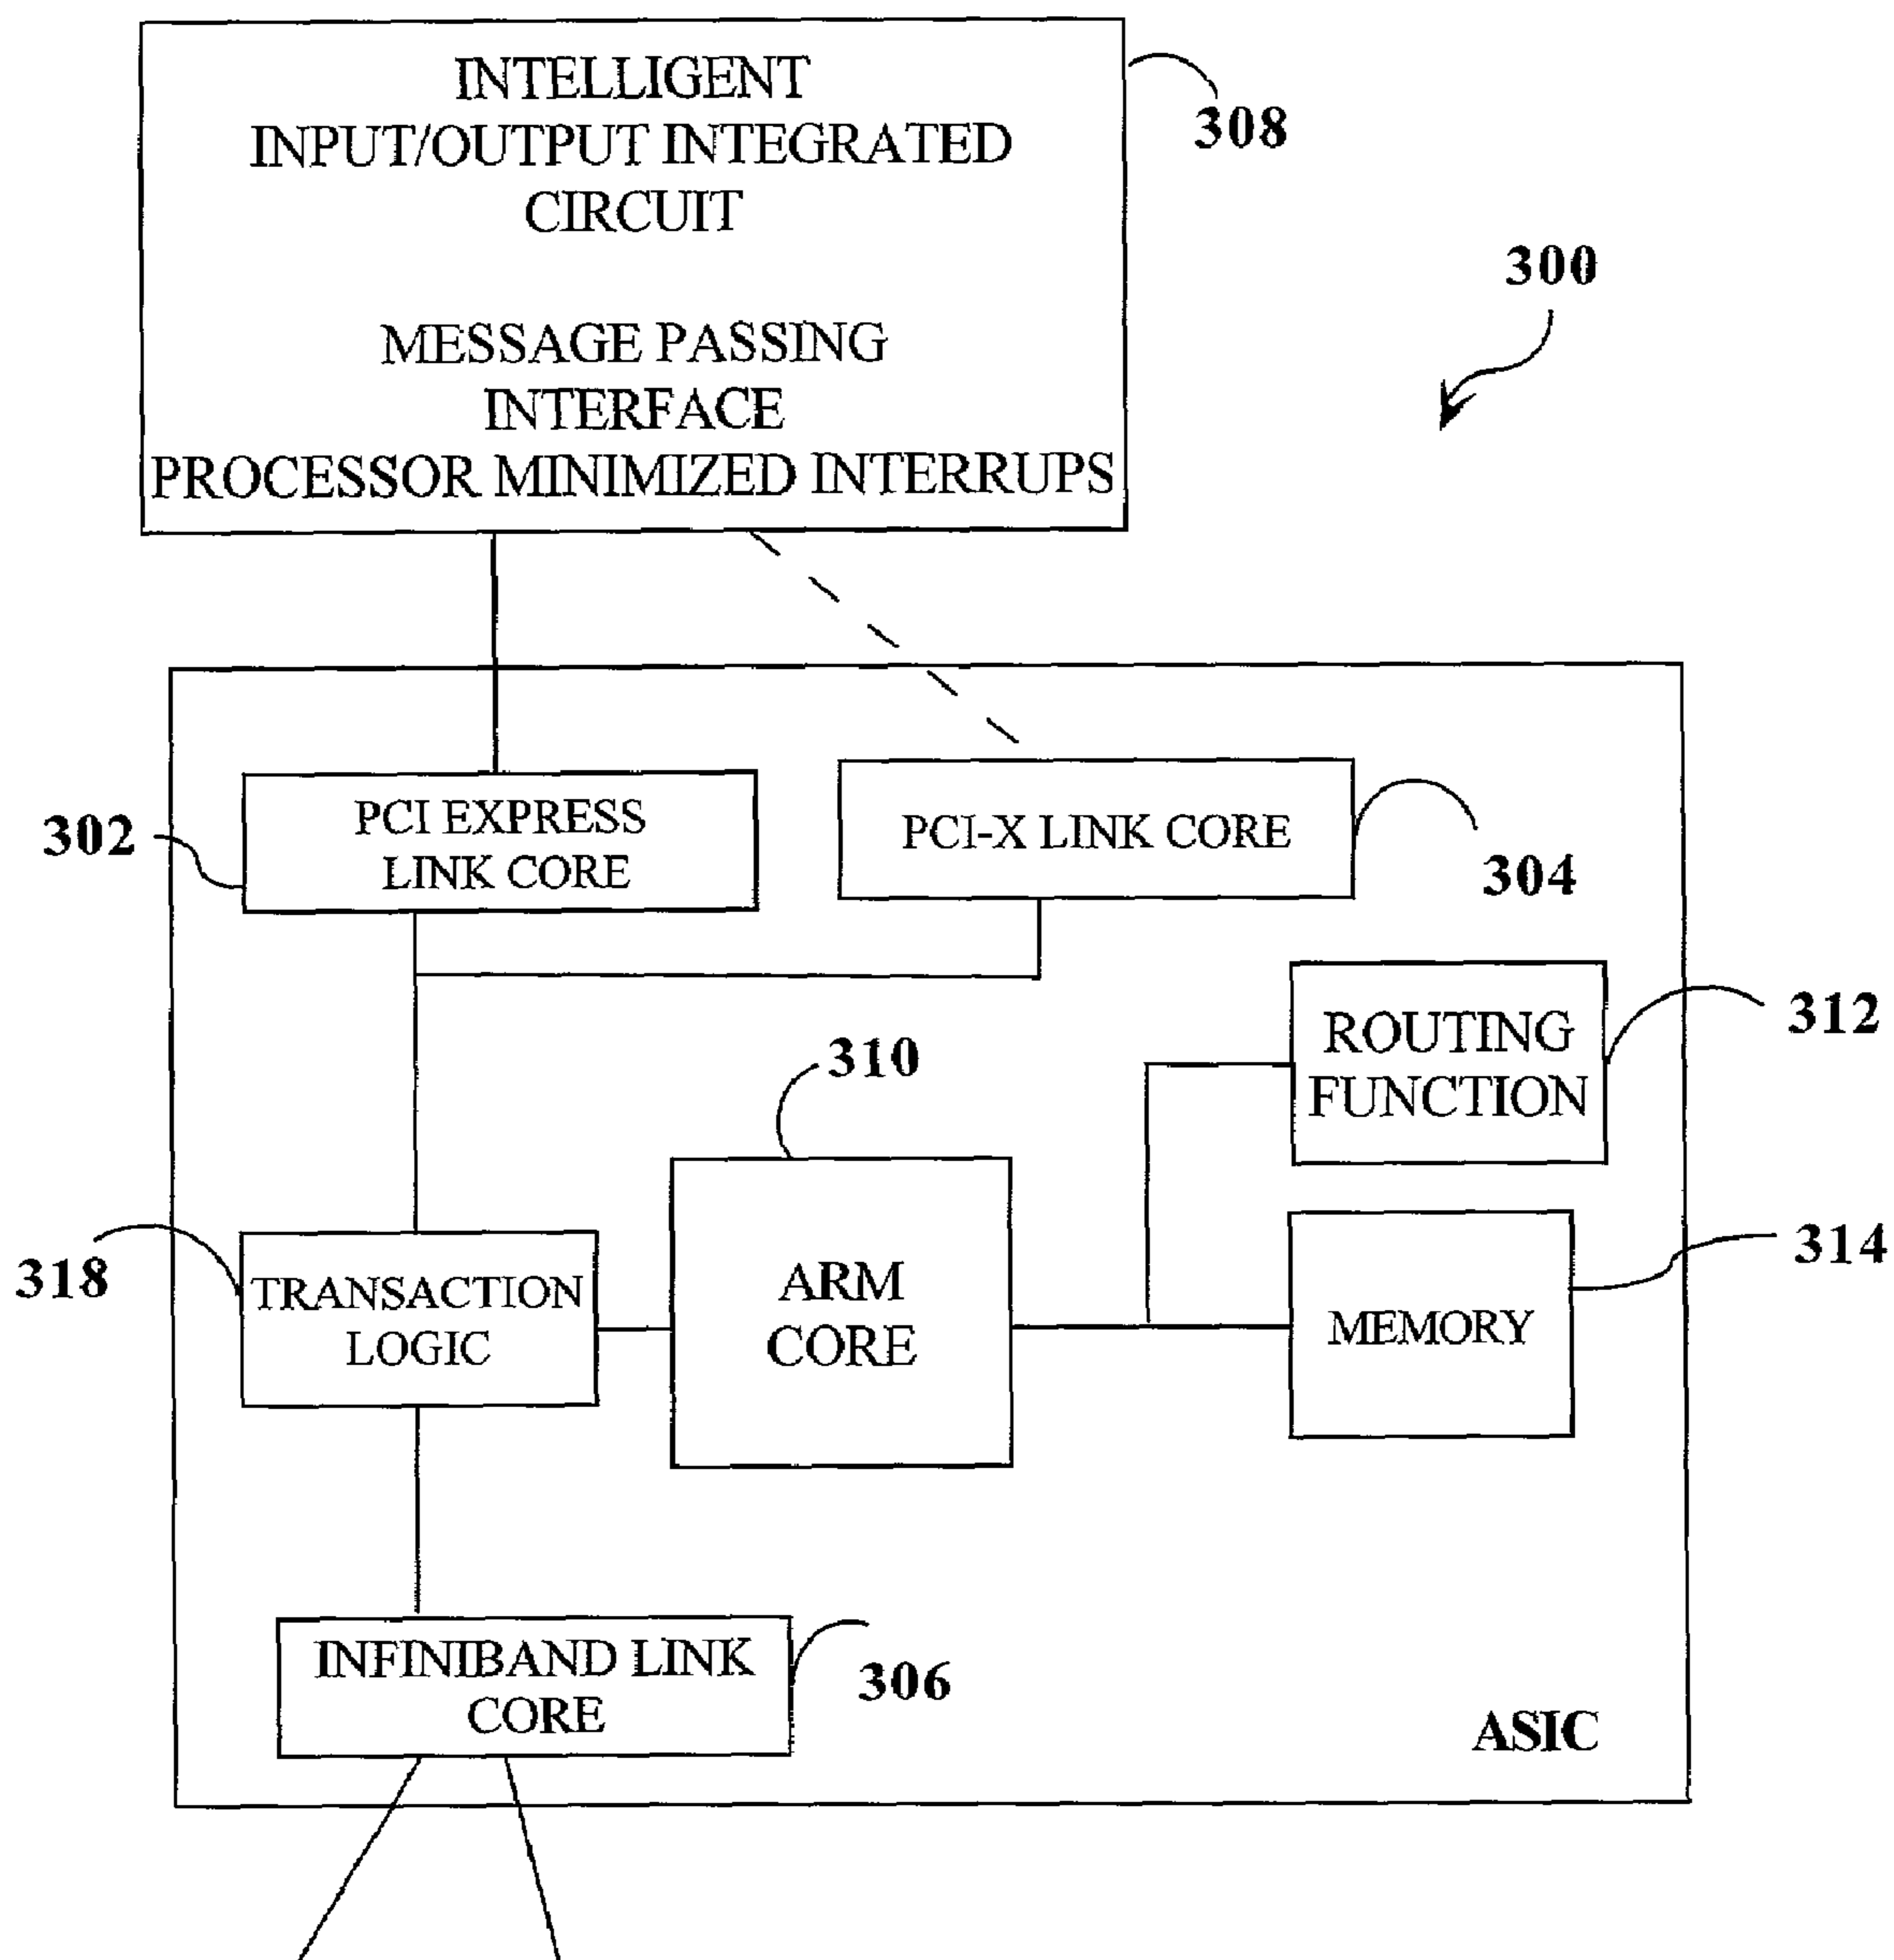 INTELLIGENT
INPUT/OUTPUT INTEGRATED
CIRCUIT
MESSAGE PASSING
INTERFACE
PROCESSOR MINIMIZED INTERRUPS
308
300
302
PCI EXPRESS
LINK CORE
PCI-X LINK CORE
304
310
ROUTING
FUNCTION
312
318
TRANSACTION
LOGIC
ARM
CORE
MEMORY
314
INFINIBAND LINK
CORE
306
ASIC